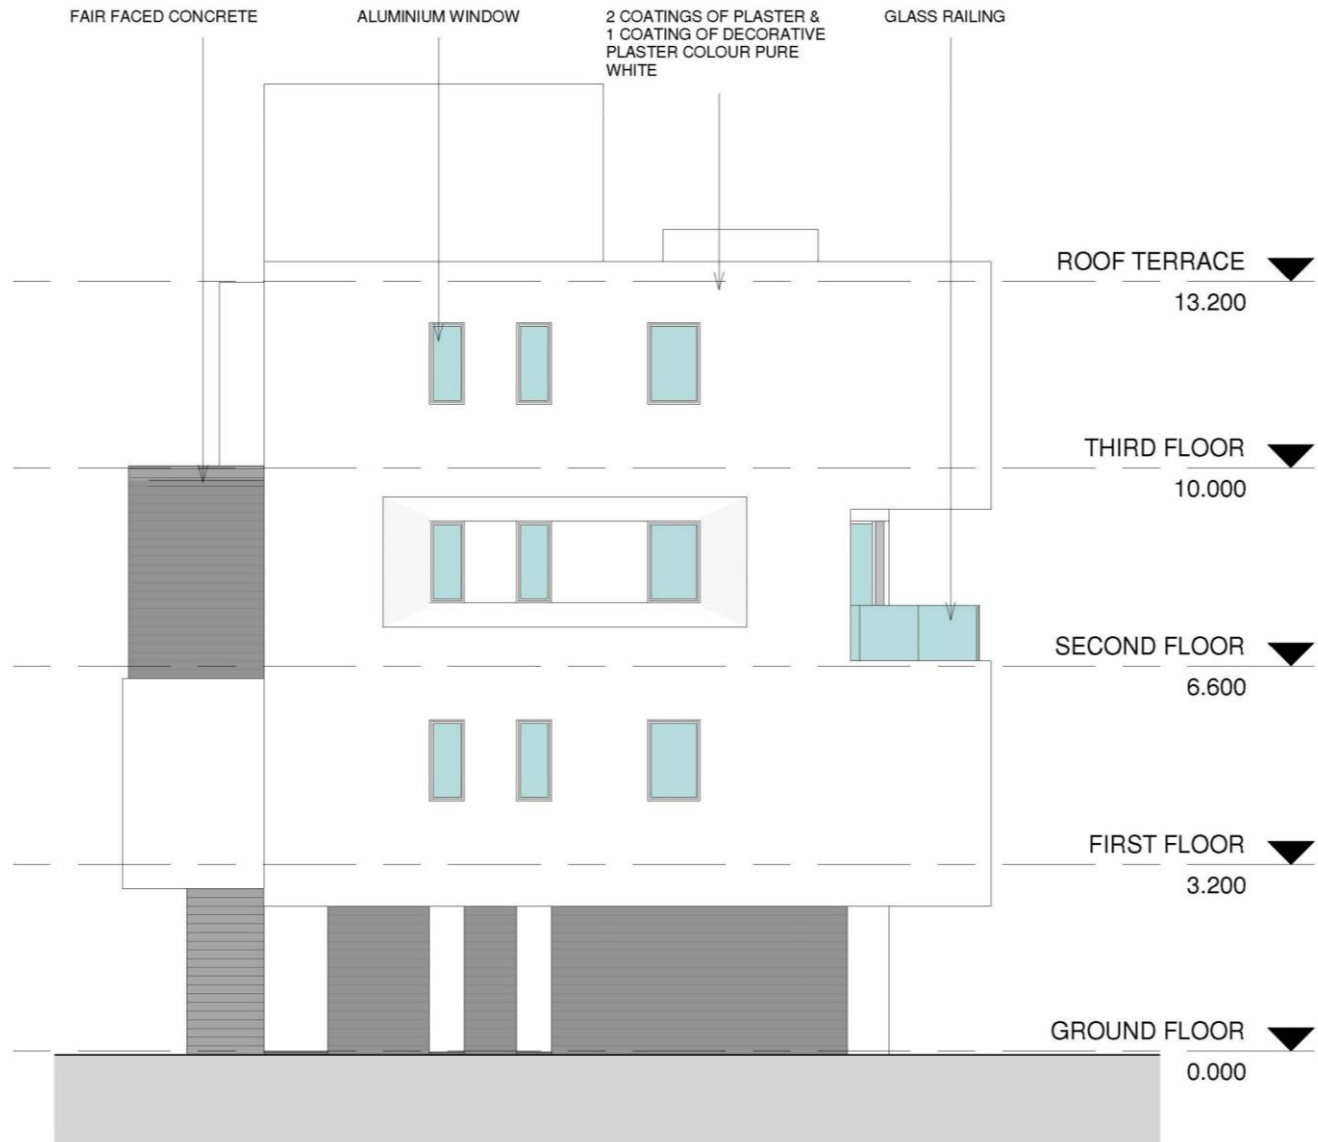 FAIR FACED CONCRETE
ALUMINIUM WINDOW
2 COATINGS OF PLASTER &
1 COATING OF DECORATIVE
PLASTER COLOUR PURE
WHITE
GLASS RAILING
ROOF TERRACE
13.200
THIRD FLOOR
10.000
SECOND FLOOR
6.600
FIRST FLOOR
3.200
GROUND FLOOR
0.000